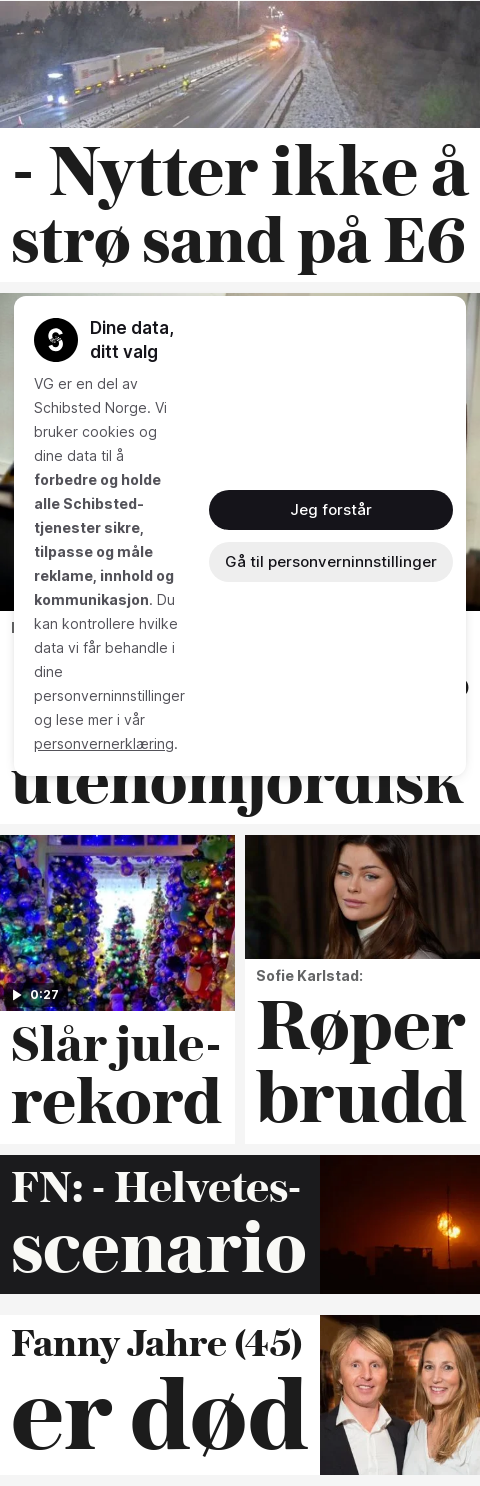 - Nytter ikke å
strø sand på E6
Dine data,
ditt valg
VG er en del av
Schibsted Norge. Vi
bruker cookies og
dine data til å
forbedre og holde
alle Schibsted-
tjenester sikre,
tilpasse og måle
reklame, innhold og
kommunikasjon. Du
kan kontrollere hvilke
data vi får behandle i
dine
personverninnstillinger
og lese mer i vår
personvernerklæring.
Jeg forstår
Gå til personverninnstillinger
utenomjordisk
0:27
Slår jule-
rekord
Sofie Karlstad:
Røper
brudd
FN: - Helvetes-
scenario
Fanny Jahre (45)
er død